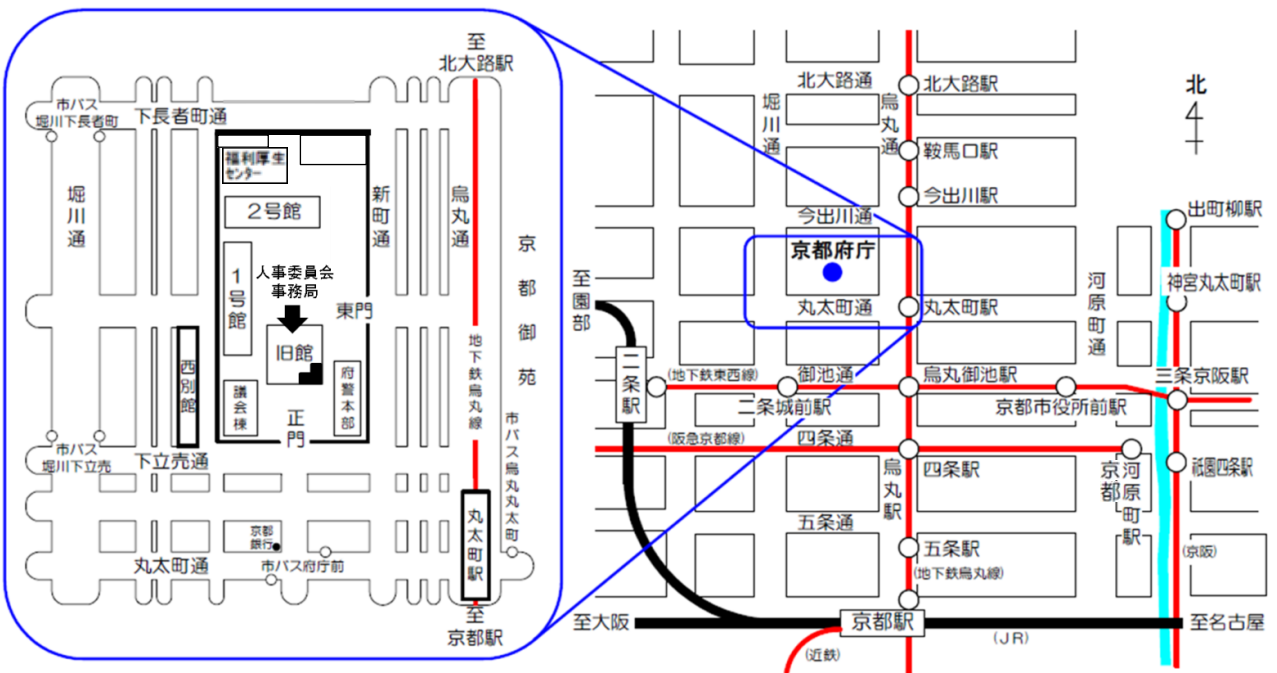 至
北大路駅
市バス
堀川下長者町
下長者町通
福利厚生
センター
2号館
堀川通
新町通
烏丸通
京都御苑
1号館
人事委員会
事務局
東門
旧館
西別館
議会棟
正門
府警本部
地下鉄烏丸線
市バス烏丸丸太町
市バス
堀川下立売
下立売通
京都
銀行
丸太町駅
丸太町通
市バス府庁前
至
京都駅
北
北大路通
北大路駅
堀川通
烏丸通
鞍馬口駅
今出川駅
今出川通
出町柳駅
京都府庁
至園部
河原町通
神宮丸太町駅
丸太町通
丸太町駅
二条駅
(地下鉄東西線)
御池通
烏丸御池駅
三条京阪駅
二条城前駅
京都市役所前駅
(阪急京都線)
四条通
烏丸駅
四条駅
京都
河原町駅
祇園四条駅
五条通
五条駅
(京阪)
(地下鉄烏丸線)
至大阪
京都駅
至名古屋
(JR)
(近鉄)